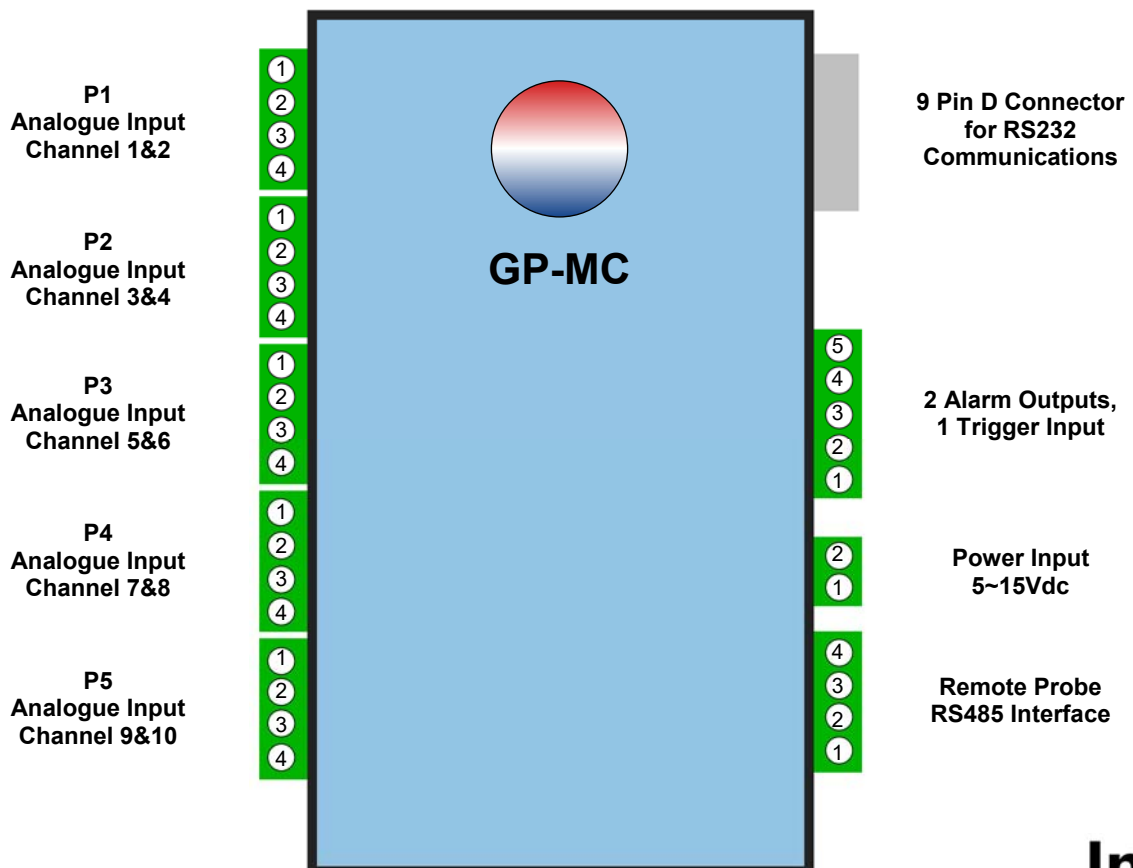 P1
Analogue Input
Channel 1&2
1
2
3
4
P2
Analogue Input
Channel 3&4
1
2
3
4
P3
Analogue Input
Channel 5&6
1
2
3
4
P4
Analogue Input
Channel 7&8
1
2
3
4
P5
Analogue Input
Channel 9&10
1
2
3
4
GP-MC
9 Pin D Connector
for RS232
Communications
5
4
3
2
1
2 Alarm Outputs,
1 Trigger Input
2
1
Power Input
5~15Vdc
4
3
2
1
Remote Probe
RS485 Interface